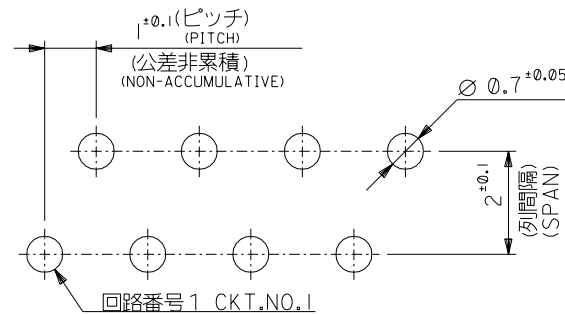 1±0.1(ピッチ)
(PITCH)
(公差非累積)
(NON-ACCUMULATIVE)
Ø 0.7±0.05
2±0.1
(列間隔)
(SPAN)
回路番号1 CKT.NO.1